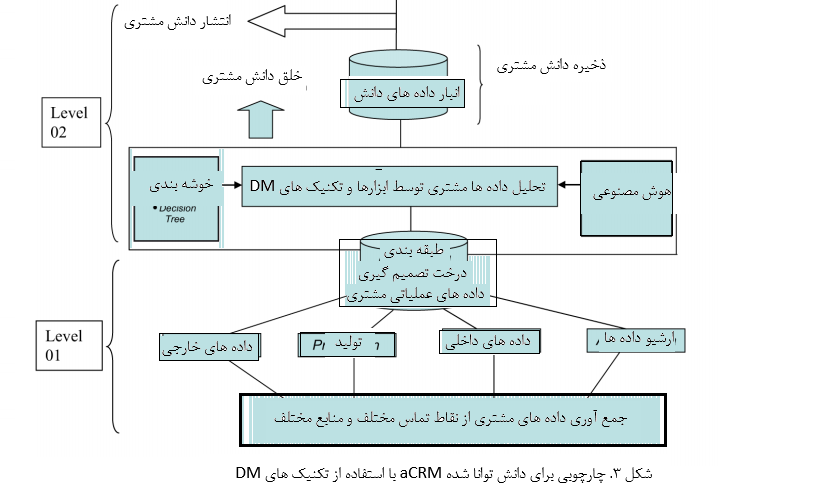 انتشار دانش مشتری
ذخیره دانش مشتری
خلق دانش مشتری
انبار داده های دانش
Level
02
خوشه بندی
• Decision
Tree
تحلیل داده ها مشتری توسط ابزارها و تکنیک های DM
هوش مصنوعی
طبقه بندی
درخت تصمیم گیری
داده های عملیاتی مشتری
Level
01
داده های خارجی
تولید
داده های داخلی
ارشیو داده ها
جمع آوری داده های مشتری از نقاط تماس مختلف و منابع مختلف
شکل ۳. چارچوبی برای دانش توانا شده aCRM با استفاده از تکنیک های DM